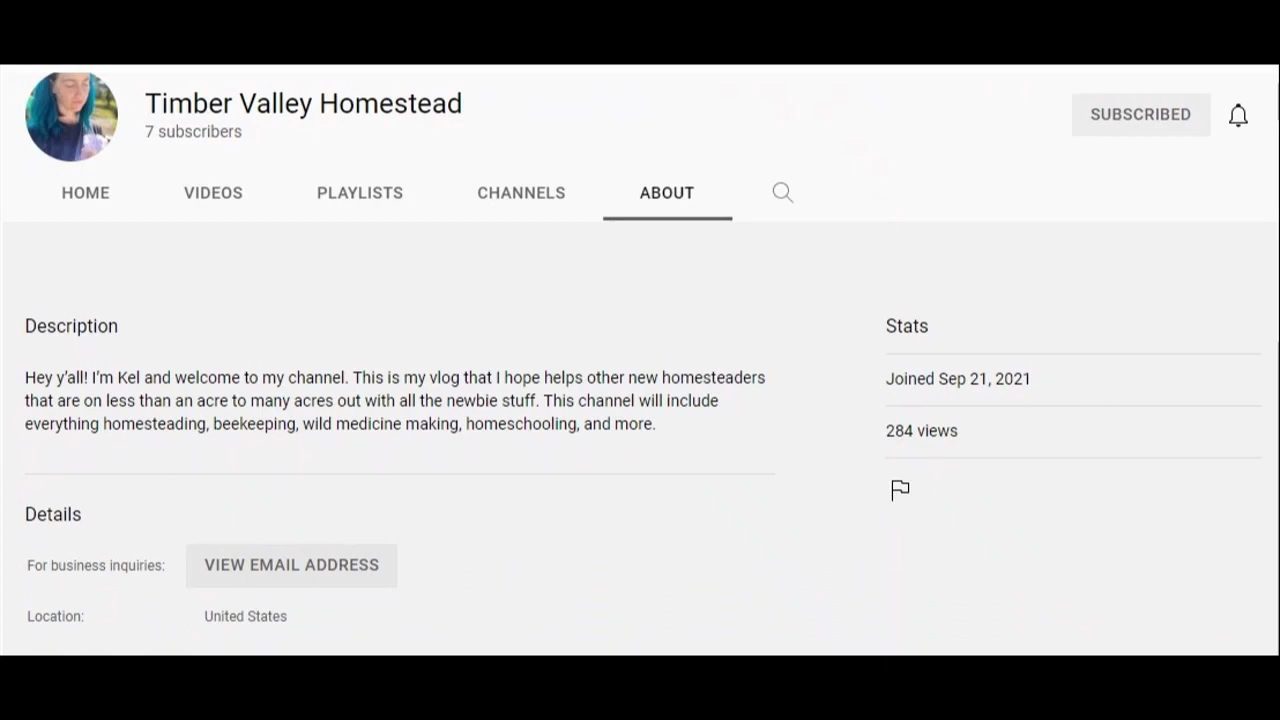 Timber Valley Homestead
7 subscribers
SUBSCRIBED
HOME VIDEOS PLAYLISTS CHANNELS ABOUT
Description
Hey y'all! I'm Kel and welcome to my channel. This is my vlog that I hope helps other new homesteaders
that are on less than an acre to many acres out with all the newbie stuff. This channel will include
everything homesteading, beekeeping, wild medicine making, homeschooling, and more.
Stats
Joined Sep 21, 2021
284 views
Details
For business inquiries: VIEW EMAIL ADDRESS
Location: United States